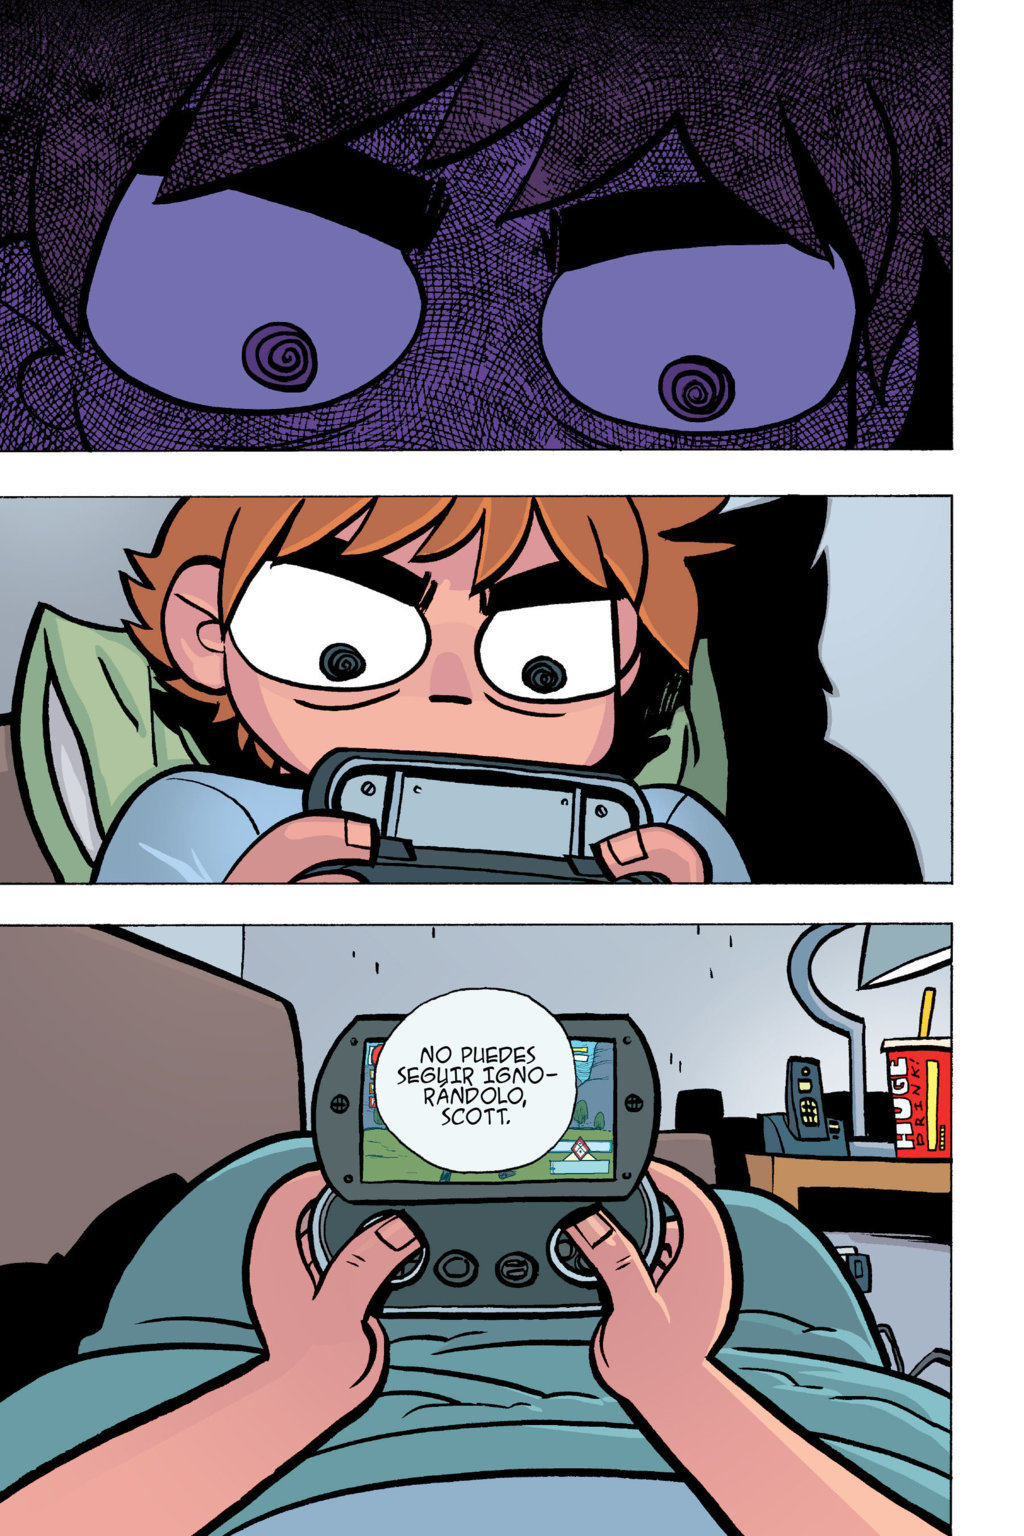 NO PUEDES
SEGUIR IGNO-
RÁNDOLO,
SCOTT.
HUGE
DRINK!